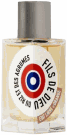 FILS DE DIEU DU RIZ ET DES AGRUMES